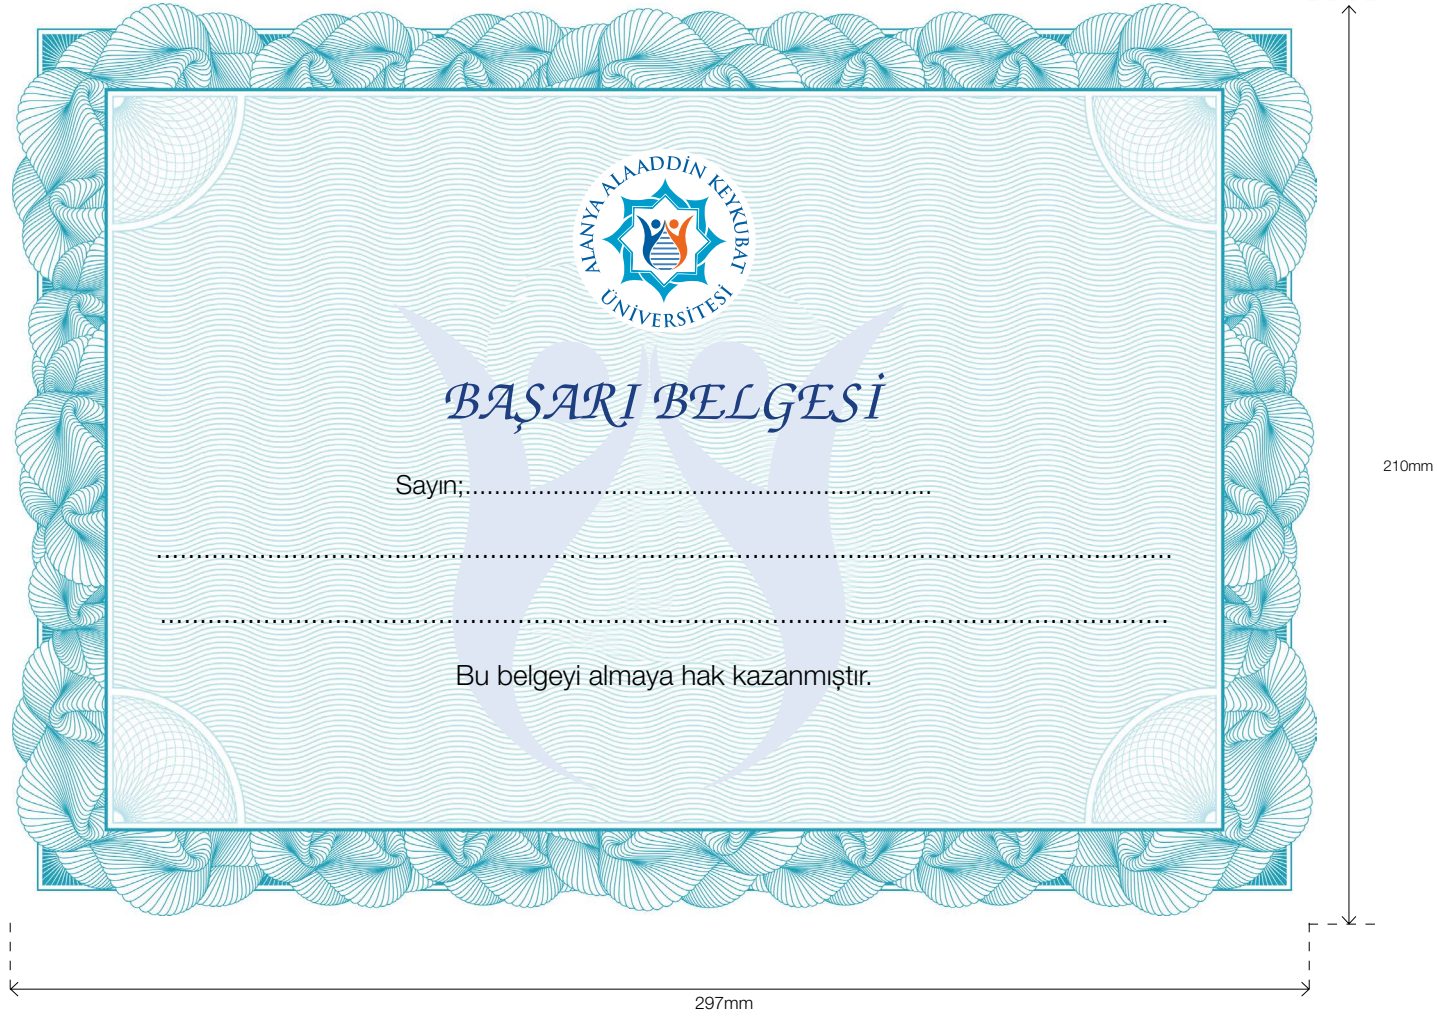 ALANYA ALAADDİN KEYKUBAT
ÜNİVERSİTESİ
BAŞARI BELGESİ
Sayın;................................................................
..................................................................................................................................
..................................................................................................................................
Bu belgeyi almaya hak kazanmıştır.
210mm
297mm